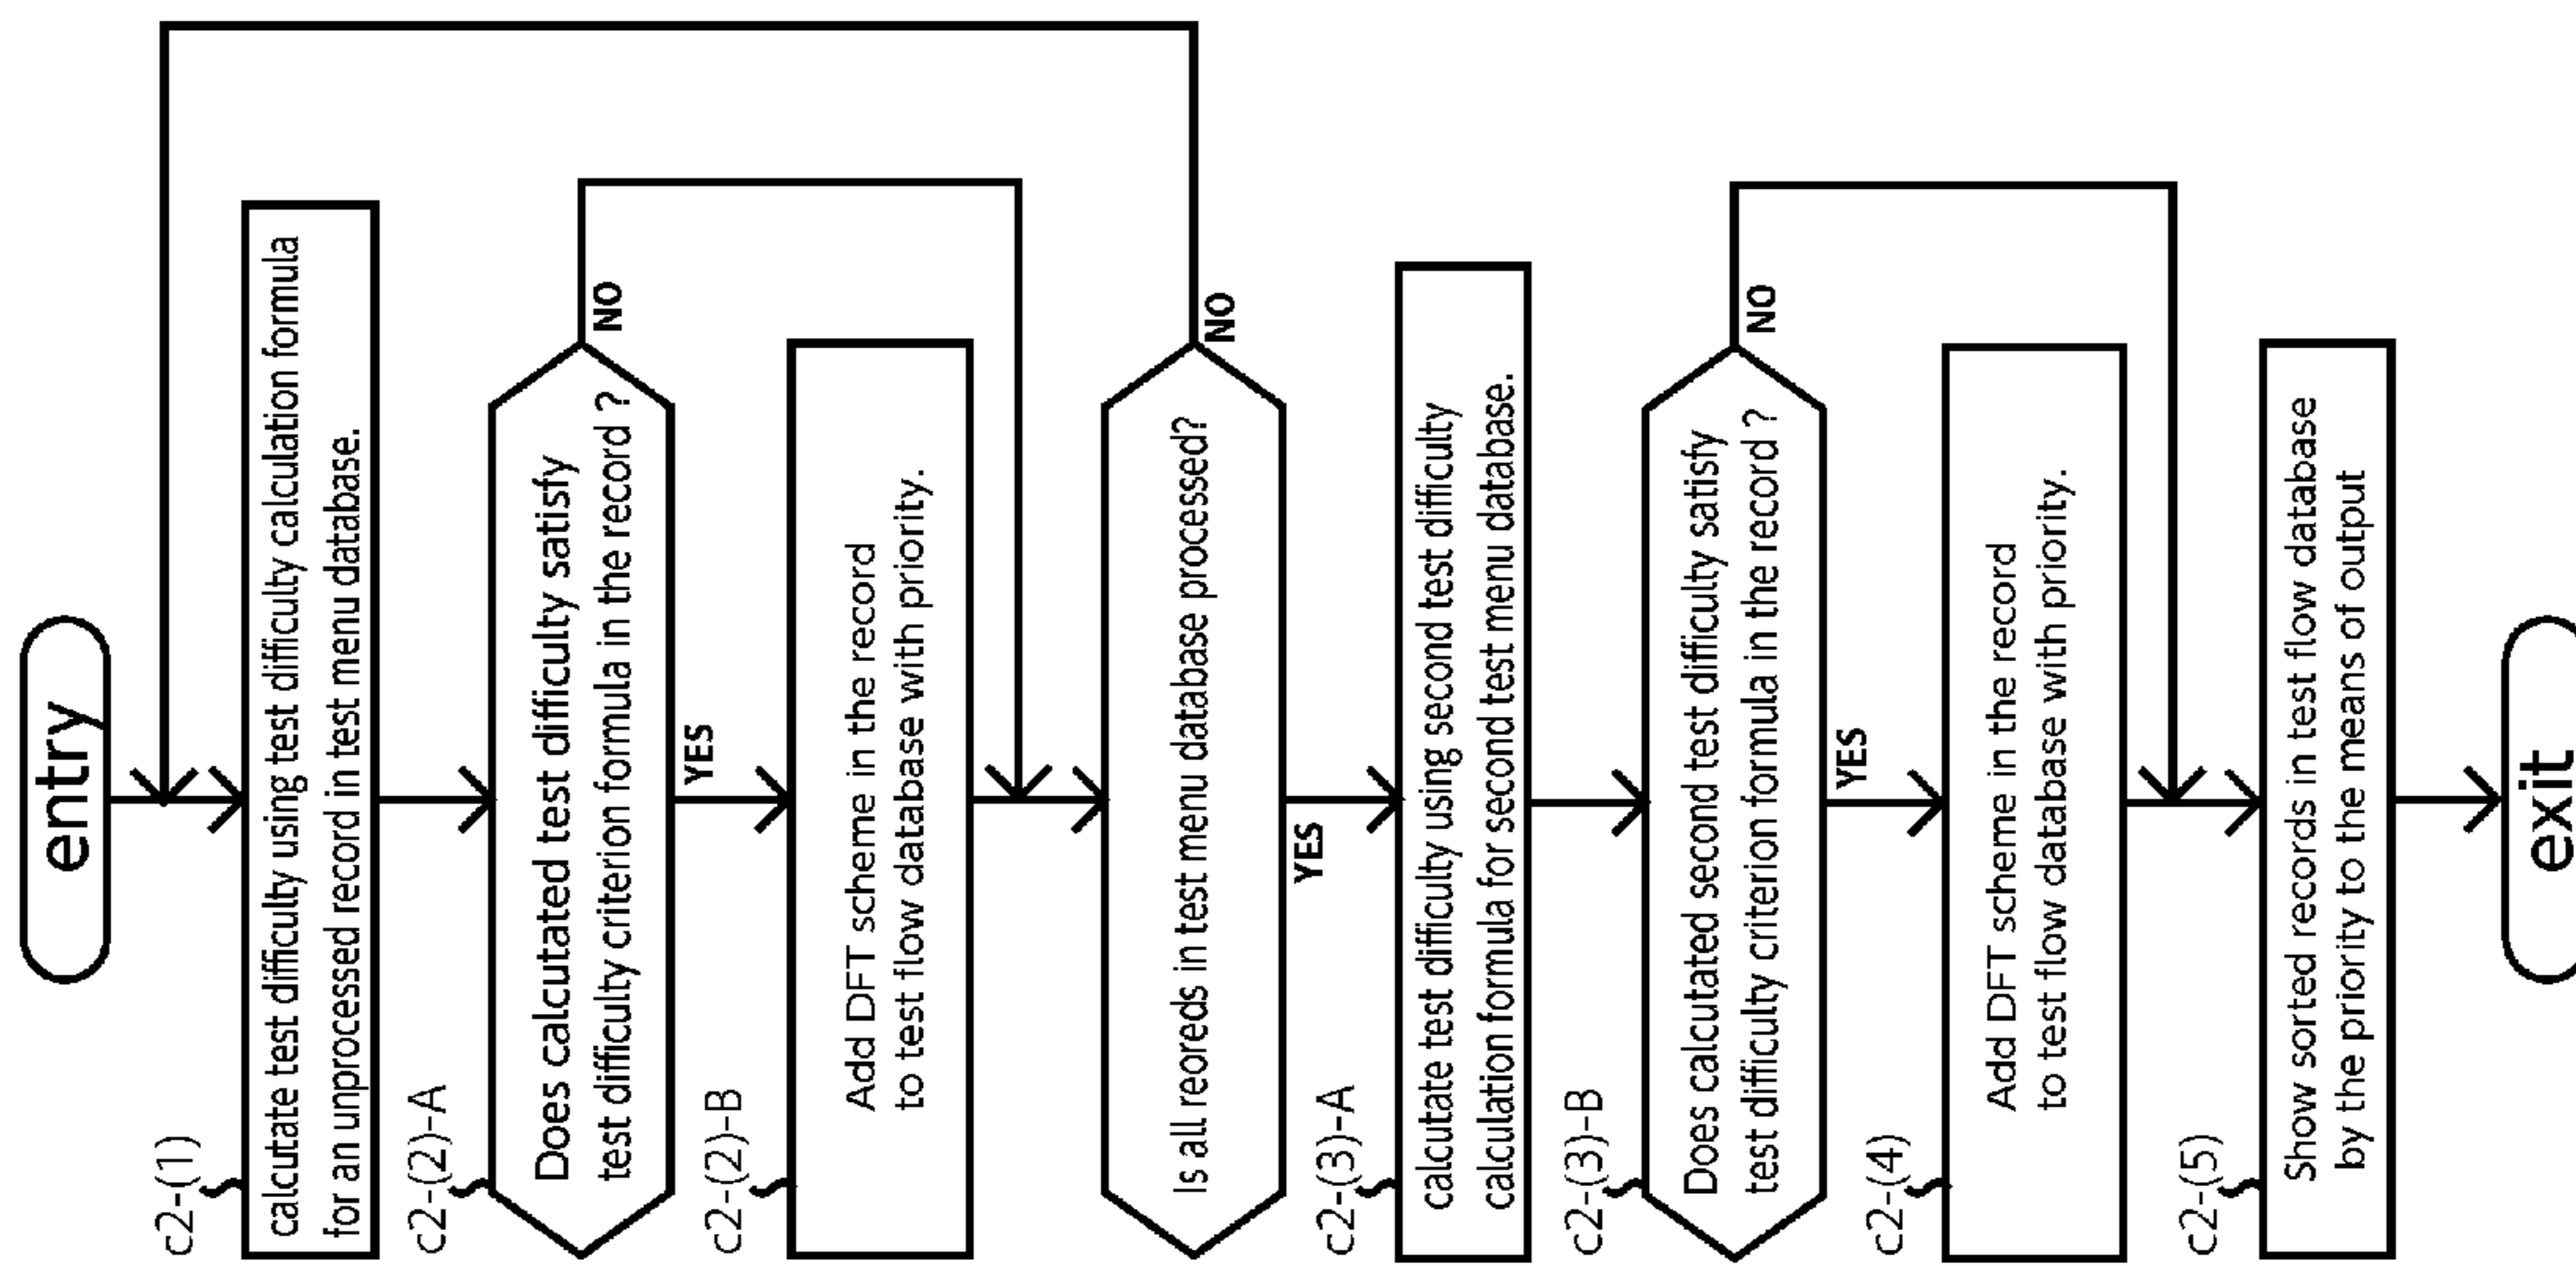 entry
c2-(1)
calcutate test difficulty using test difficulty calculation formula
for an unprocessed record in test menu database.
c2-(2)-A
Does calcutated test difficulty satisfy
test difficulty criterion formula in the record ?
NO
YES
c2-(2)-B
Add DFT scheme in the record
to test flow database with priority.
Is all reoreds in test menu database processed?
NO
YES
c2-(3)-A
calcutate test difficulty using second test difficulty
calculation formula for second test menu database.
c2-(3)-B
Does calcutated second test difficulty satisfy
test difficulty criterion formula in the record ?
NO
YES
c2-(4)
Add DFT scheme in the record
to test flow database with priority.
c2-(5)
Show sorted records in test flow database
by the priority to the means of output
exit